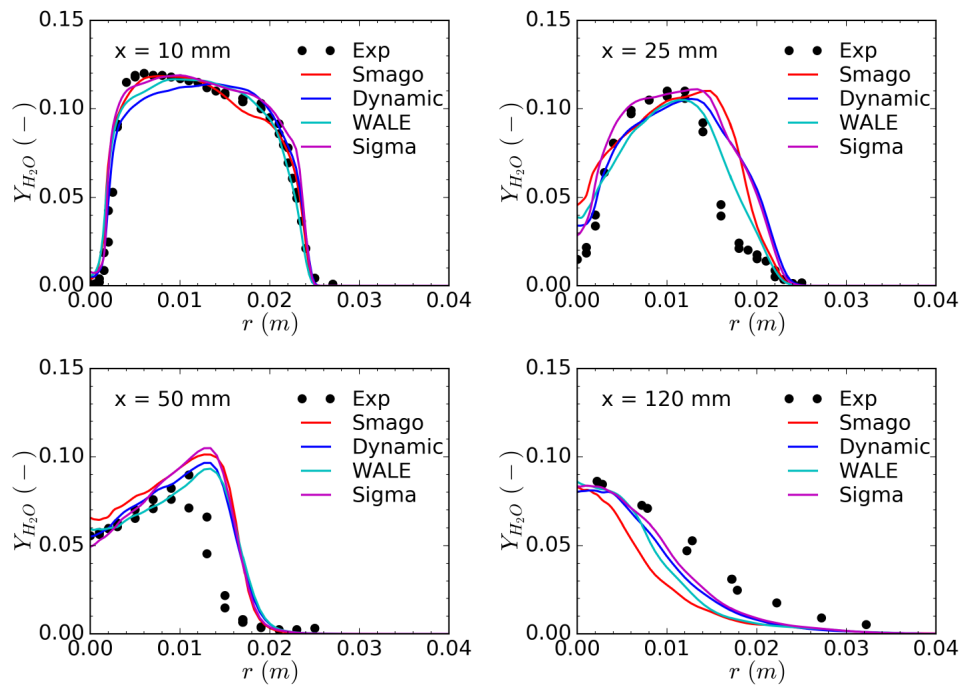 0.15
0.10
0.05
0.00
0.00 0.01 0.02 0.03 0.04
Y_{H_2O} (−)
r (m)
x = 10 mm
Exp
Smago
Dynamic
WALE
Sigma
0.15
0.10
0.05
0.00
0.00 0.01 0.02 0.03 0.04
Y_{H_2O} (−)
r (m)
x = 25 mm
Exp
Smago
Dynamic
WALE
Sigma
0.15
0.10
0.05
0.00
0.00 0.01 0.02 0.03 0.04
Y_{H_2O} (−)
r (m)
x = 50 mm
Exp
Smago
Dynamic
WALE
Sigma
0.15
0.10
0.05
0.00
0.00 0.01 0.02 0.03 0.04
Y_{H_2O} (−)
r (m)
x = 120 mm
Exp
Smago
Dynamic
WALE
Sigma